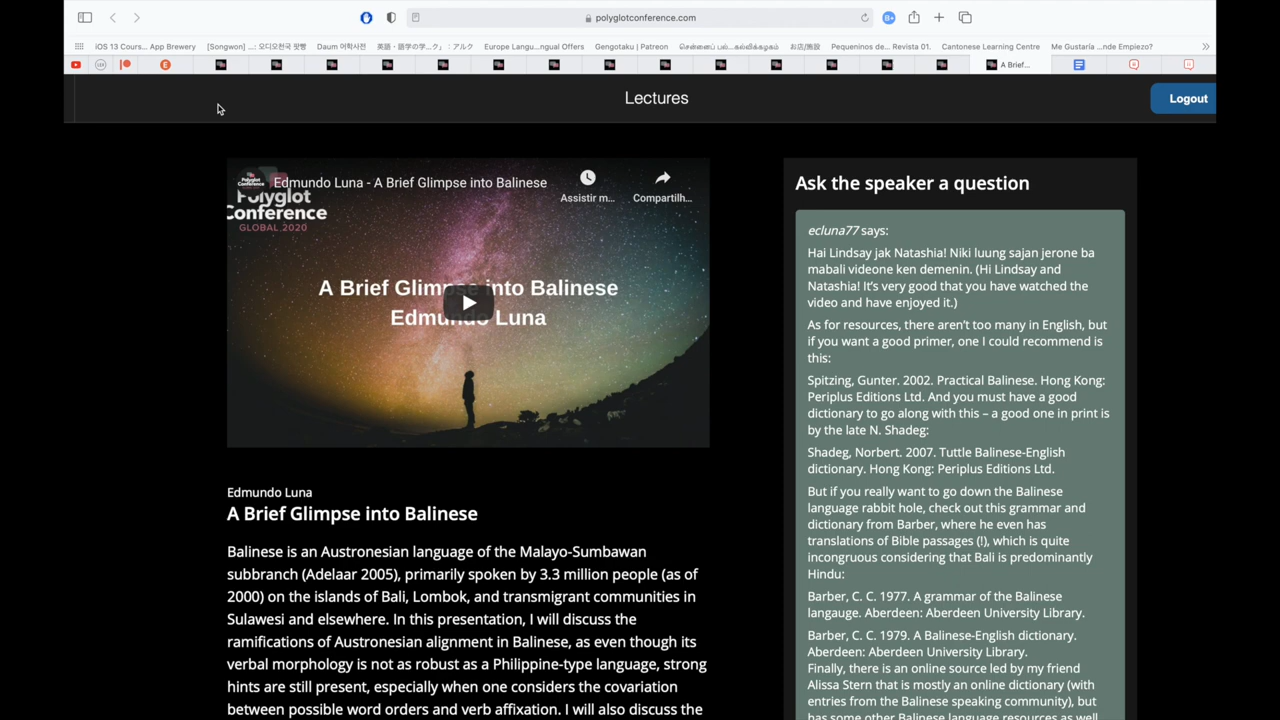 polyglotconference.com
iOS 13 Cours... App Brewery
[Songwon] ...: 오디오천국 팟빵
Daum 어학사전
英語・語学の学...ク」：アルク
Europe Langu...ngual Offers
Gengotaku | Patreon
சென்னைப் பல...கல்விக்கழகம்
お店/施設
Pequeninos de... Revista 01.
Cantonese Learning Centre
Me Gustaría ...nde Empiezo?
A Brief...
Lectures
Logout
Edmundo Luna - A Brief Glimpse into Balinese
Assistir m...
Compartilh...
Polyglot
Conference
GLOBAL 2020
A Brief Glimpse into Balinese
Edmundo Luna
Edmundo Luna
A Brief Glimpse into Balinese
Balinese is an Austronesian language of the Malayo-Sumbawan
subbranch (Adelaar 2005), primarily spoken by 3.3 million people (as of
2000) on the islands of Bali, Lombok, and transmigrant communities in
Sulawesi and elsewhere. In this presentation, I will discuss the
ramifications of Austronesian alignment in Balinese, as even though its
verbal morphology is not as robust as a Philippine-type language, strong
hints are still present, especially when one considers the covariation
between possible word orders and verb affixation. I will also discuss the
Ask the speaker a question
ecluna77 says:
Hai Lindsay jak Natashia! Niki luung sajan jerone ba
mabali videone ken demenin. (Hi Lindsay and
Natashia! It's very good that you have watched the
video and have enjoyed it.)
As for resources, there aren't too many in English, but
if you want a good primer, one I could recommend is
this:
Spitzing, Gunter. 2002. Practical Balinese. Hong Kong:
Periplus Editions Ltd. And you must have a good
dictionary to go along with this – a good one in print is
by the late N. Shadeg:
Shadeg, Norbert. 2007. Tuttle Balinese-English
dictionary. Hong Kong: Periplus Editions Ltd.
But if you really want to go down the Balinese
language rabbit hole, check out this grammar and
dictionary from Barber, where he even has
translations of Bible passages (!), which is quite
incongruous considering that Bali is predominantly
Hindu:
Barber, C. C. 1977. A grammar of the Balinese
langauge. Aberdeen: Aberdeen University Library.
Barber, C. C. 1979. A Balinese-English dictionary.
Aberdeen: Aberdeen University Library.
Finally, there is an online source led by my friend
Alissa Stern that is mostly an online dictionary (with
entries from the Balinese speaking community), but
has some other Balinese language resources as well